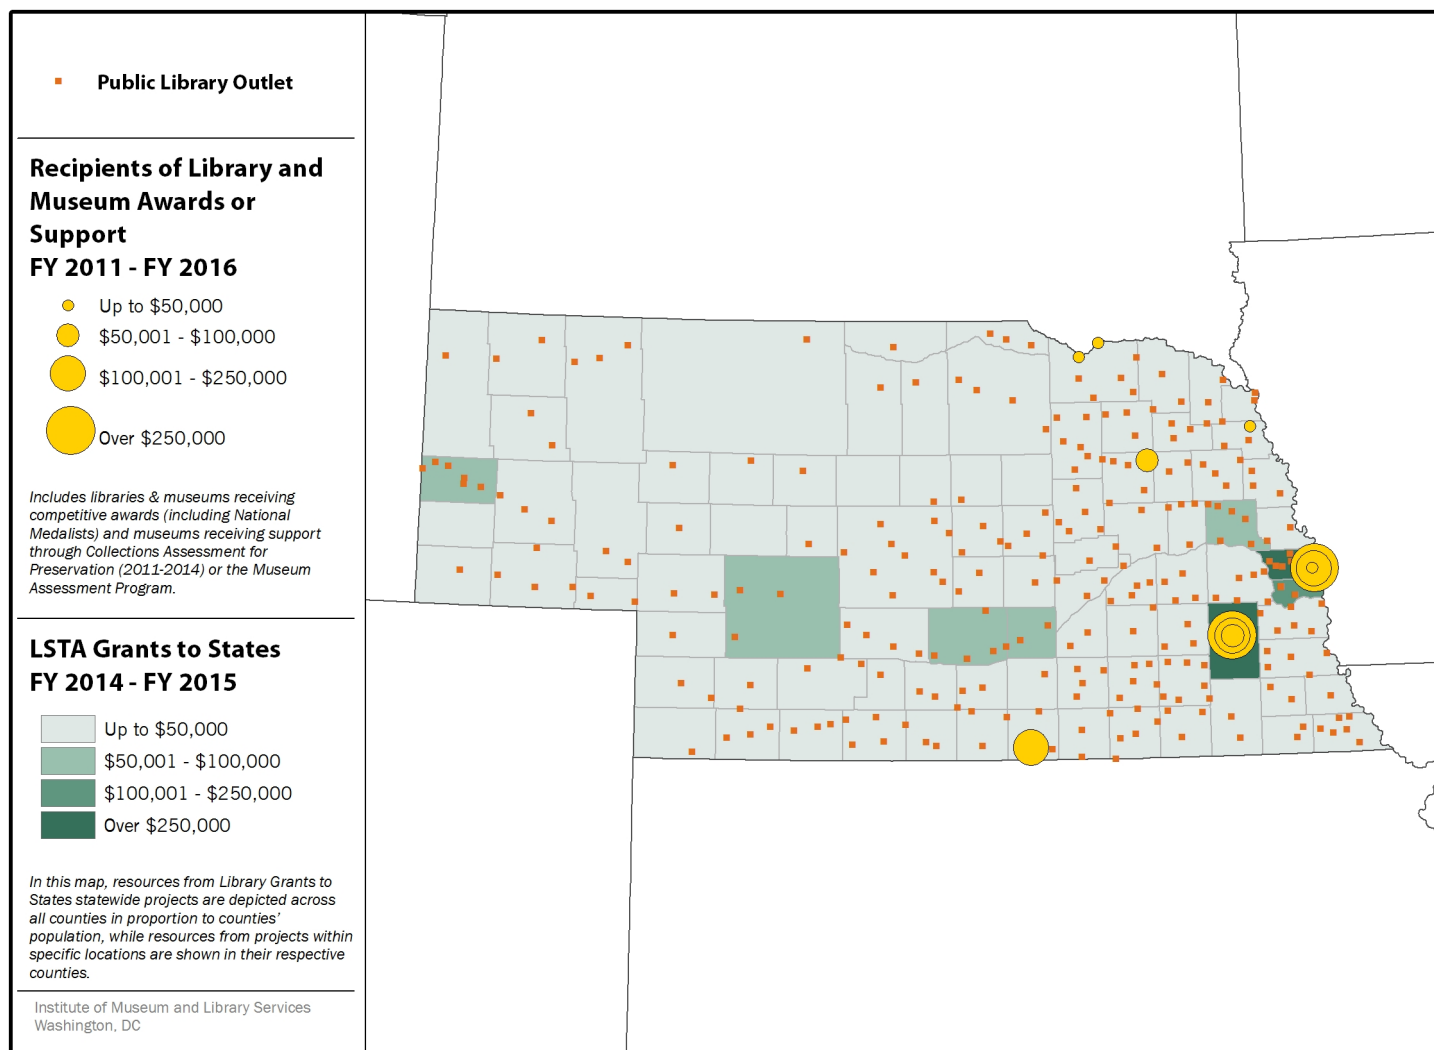 Public Library Outlet
Recipients of Library and
Museum Awards or
Support
FY 2011 - FY 2016
Up to $50,000
$50,001 - $100,000
$100,001 - $250,000
Over $250,000
Includes libraries & museums receiving
competitive awards (including National
Medalists) and museums receiving support
through Collections Assessment for
Preservation (2011-2014) or the Museum
Assessment Program.
LSTA Grants to States
FY 2014 - FY 2015
Up to $50,000
$50,001 - $100,000
$100,001 - $250,000
Over $250,000
In this map, resources from Library Grants to
States statewide projects are depicted across
all counties in proportion to counties’
population, while resources from projects within
specific locations are shown in their respective
counties.
Institute of Museum and Library Services
Washington, DC